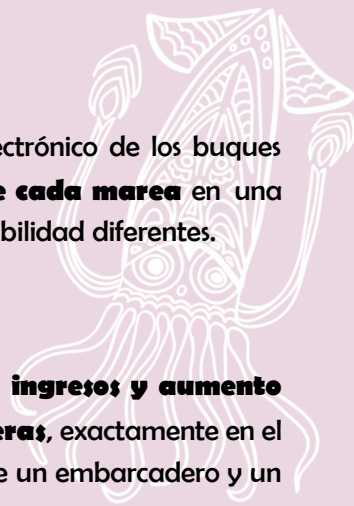 ectrónico de los buques
e cada marea en una
bilidad diferentes.
ingresos y aumento
eras, exactamente en el
e un embarcadero y un